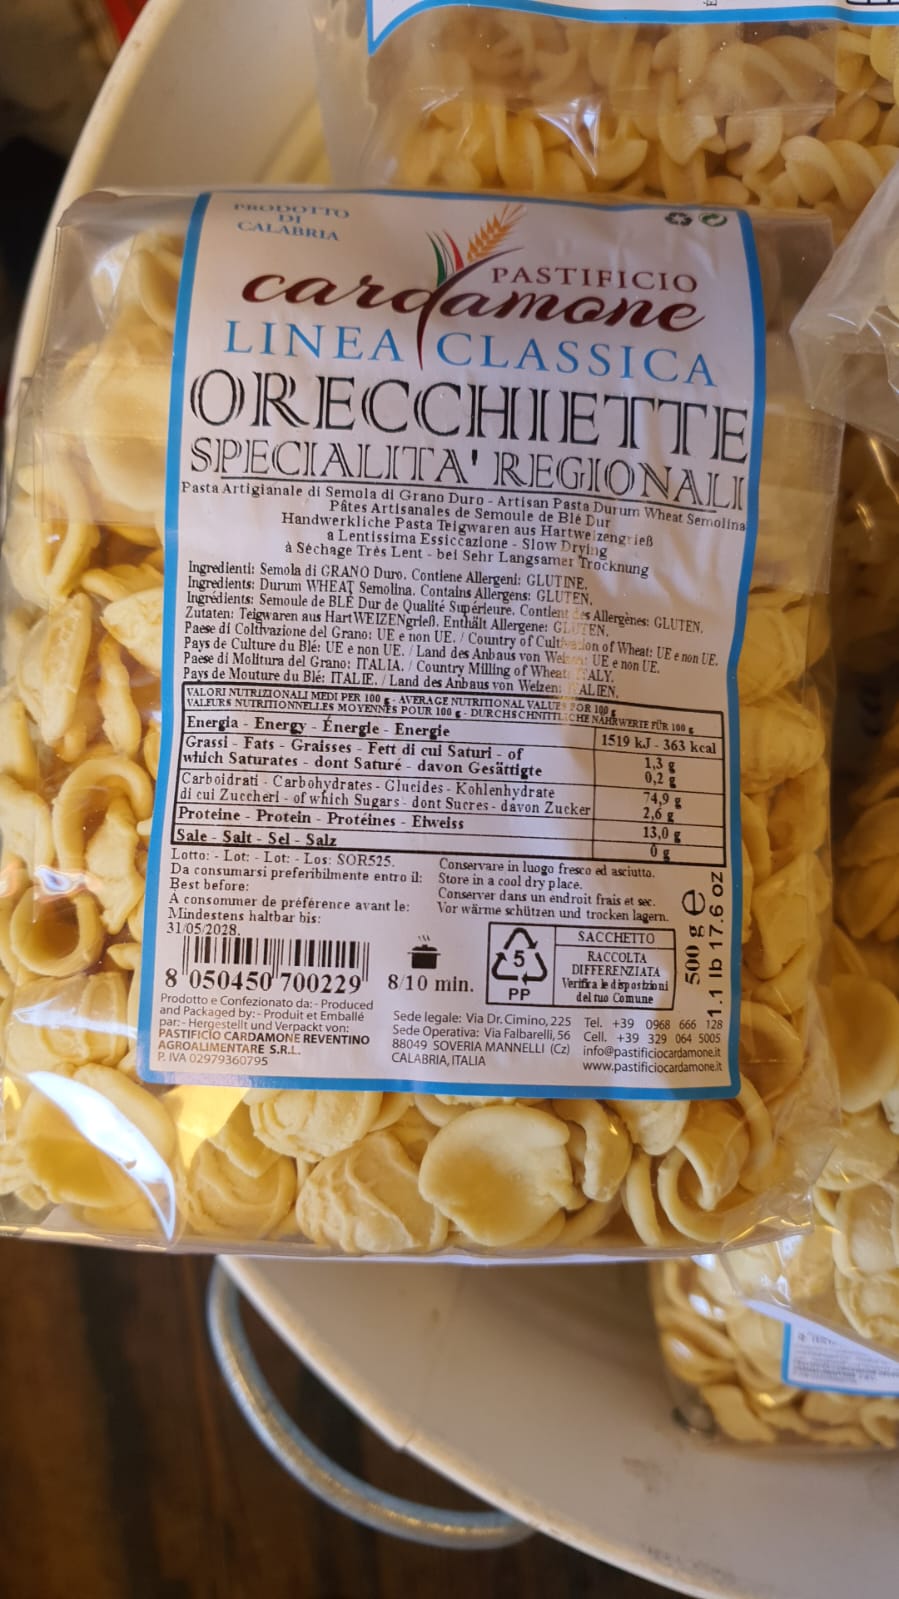 PRODOTTO
DI
CALABRIA
PASTIFICIO
cardamone
LINEA CLASSICA
ORECCHIETTE
SPECIALITA' REGIONALI
Pasta Artigianale di Semola di Grano Duro - Artisan Pasta Durum Wheat Semolina
Pâtes Artisanales de Semoule de Blé Dur
Handwerkliche Pasta Teigwaren aus Hartweizengrieß
a Lentissima Essiccazione - Slow Drying
à Séchage Très Lent - bei Sehr Langsamer Trocknung
Ingredienti: Semola di GRANO Duro. Contiene Allergeni: GLUTINE.
Ingredients: Durum WHEAT Semolina. Contains Allergens: GLUTEN.
Ingrédients: Semoule de BLÉ Dur de Qualité Supérieure. Contient des Allergènes: GLUTEN.
Zutaten: Teigwaren aus HartWEIZENgrieß. Enthält Allergene: GLUTEN.
Paese di Coltivazione del Grano: UE e non UE. / Country of Cultivation of Wheat: UE e non UE.
Pays de Culture du Blé: UE e non UE. / Land des Anbaus von Weizen: UE e non UE.
Paese di Molitura del Grano: ITALIA. / Country Milling of Wheat: ITALY.
Pays de Mouture du Blé: ITALIE. / Land des Anbaus von Weizen: ITALIEN.
VALORI NUTRIZIONALI MEDI PER 100 g - AVERAGE NUTRITIONAL VALUES FOR 100 g
VALEURS NUTRITIONNELLES MOYENNES POUR 100 g - DURCHSCHNITTLICHE NÄHRWERTE FÜR 100 g
Energia - Energy - Énergie - Energie 1519 kJ - 363 kcal
Grassi - Fats - Graisses - Fett di cui Saturi - of 1,3 g
which Saturates - dont Saturé - davon Gesättigte 0,2 g
Carboidrati - Carbohydrates - Glucides - Kohlenhydrate 74,9 g
di cui Zuccheri - of which Sugars - dont Sucres - davon Zucker 2,6 g
Proteine - Protein - Protéines - Eiweiss 13,0 g
Sale - Salt - Sel - Salz 0 g
Lotto: - Lot: - Lot: - Los: SOR525.
Da consumarsi preferibilmente entro il:
Best before:
A consommer de préférence avant le:
Mindestens haltbar bis:
31/05/2028.
Conservare in luogo fresco ed asciutto.
Store in a cool dry place.
Conserver dans un endroit frais et sec.
Vor wärme schützen und trocken lagern.
8 050450 700229
8/10 min.
5
PP
SACCHETTO
RACCOLTA
DIFFERENZIATA
Verifica le disposizioni
del tuo Comune
500 g e
1.1 lb 17.6 oz
Prodotto e Confezionato da: - Produced
and Packaged by: - Produit et Emballé
par: - Hergestellt und Verpackt von:
PASTIFICIO CARDAMONE REVENTINO
AGROALIMENTARE S.R.L.
P. IVA 02979360795
Sede legale: Via Dr. Cimino, 225
Sede Operativa: Via Falbarelli, 56
88049 SOVERIA MANNELLI (Cz)
CALABRIA, ITALIA
Tel. +39 0968 666 128
Cell. +39 329 064 5005
info@pastificiocardamone.it
www.pastificiocardamone.it